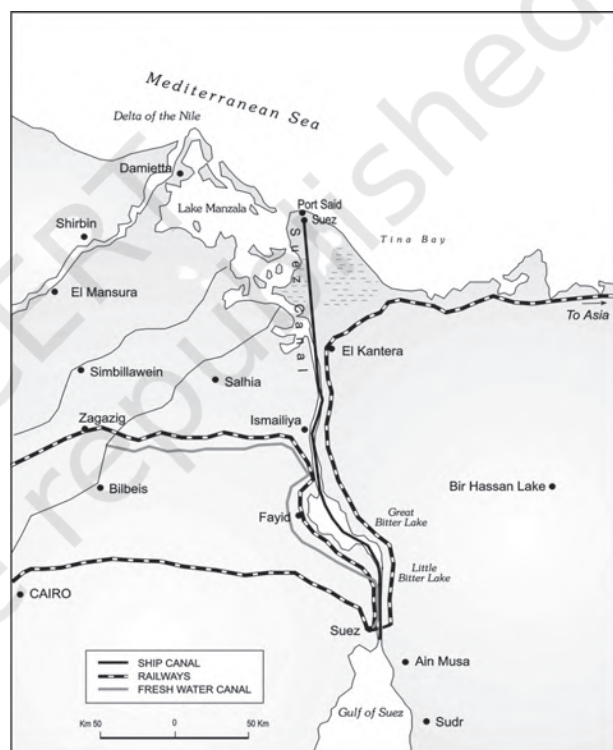 Mediterranean Sea
Delta of the Nile
Damietta
Lake Manzala
Port Said
Suez
Tina Bay
Shirbin
Suez Canal
El Mansura
To Asia
El Kantera
Simbillawein
Salhia
Zagazig
Ismailiya
Bilbeis
Bir Hassan Lake
Fayid
Great
Bitter Lake
Little
Bitter Lake
CAIRO
Suez
SHIP CANAL
RAILWAYS
FRESH WATER CANAL
Ain Musa
Km 50 0 50 Km
Gulf of Suez
Sudr